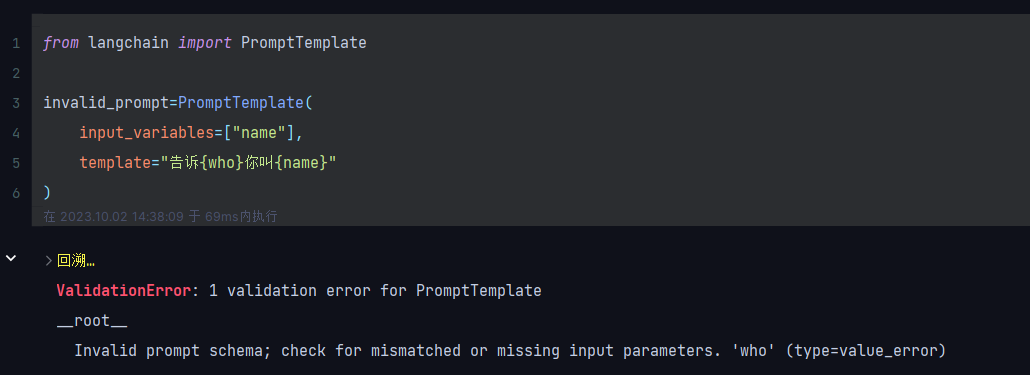 1 from langchain import PromptTemplate
2
3 invalid_prompt=PromptTemplate(
4     input_variables=["name"],
5     template="告诉{who}你叫{name}"
6 )
在 2023.10.02 14:38:09 于 69ms内执行
回溯…
ValidationError: 1 validation error for PromptTemplate
__root__
  Invalid prompt schema; check for mismatched or missing input parameters. 'who' (type=value_error)